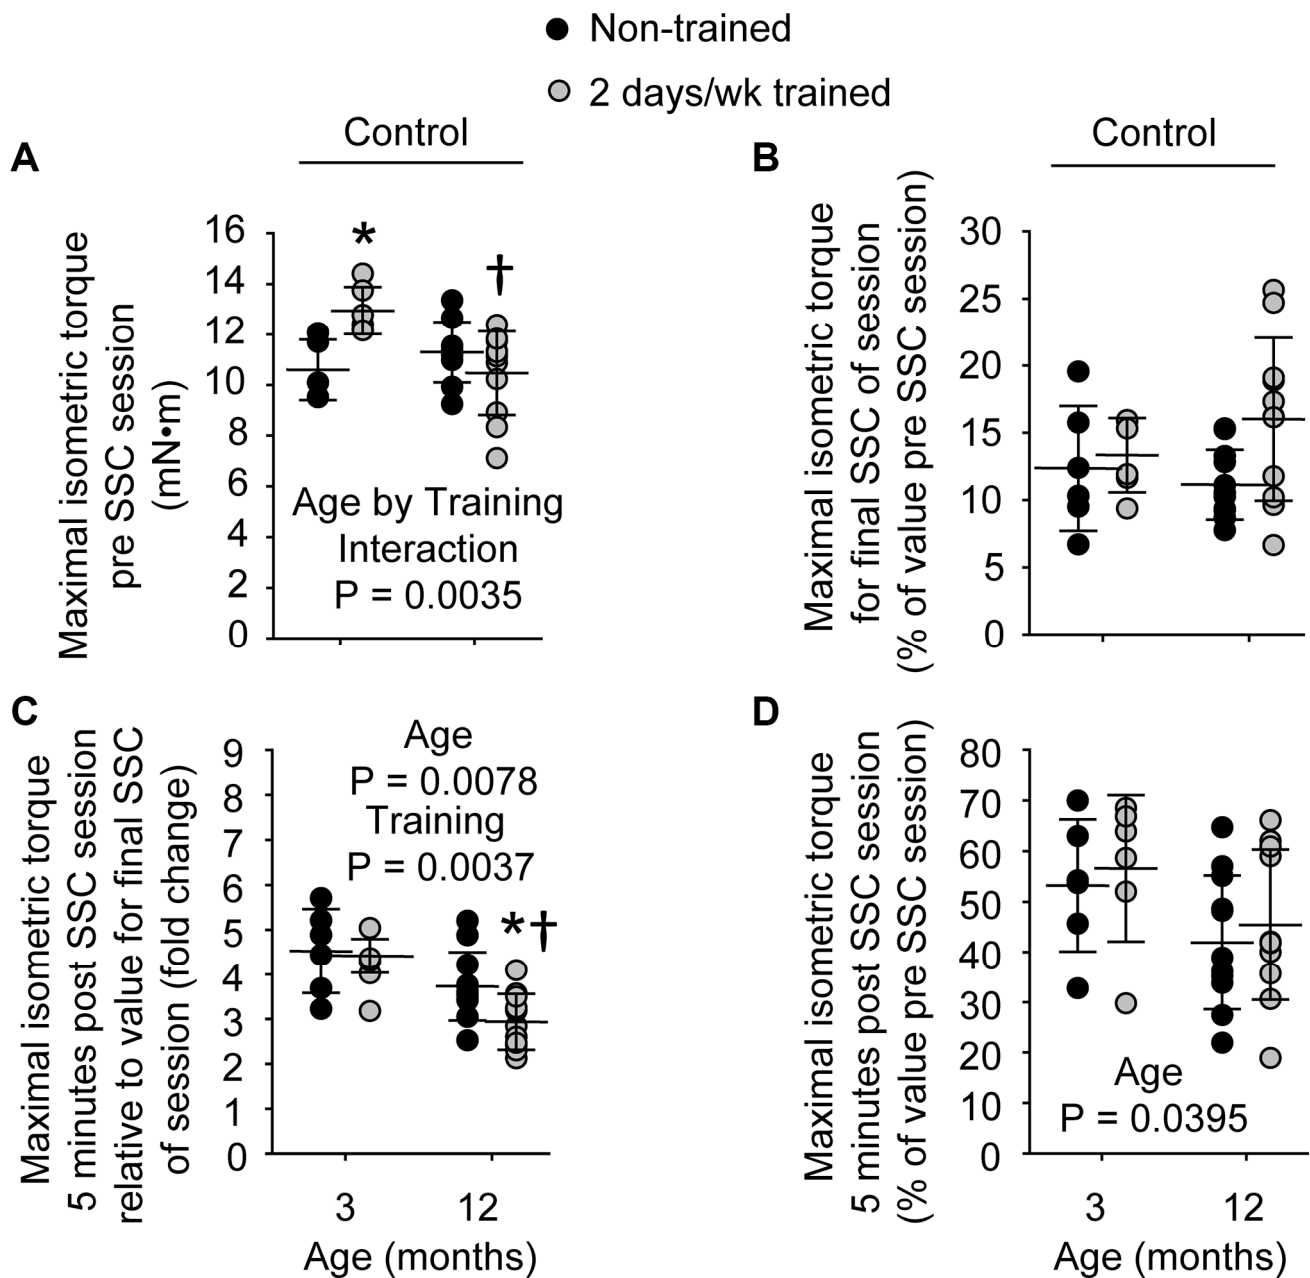 Non-trained
2 days/wk trained
A
Control
Maximal isometric torque
pre SSC session
(mN•m)
16
14
12
10
8
6
4
2
0
*
†
Age by Training
Interaction
P = 0.0035
B
Control
Maximal isometric torque
for final SSC of session
(% of value pre SSC session)
30
25
20
15
10
5
0
C
Maximal isometric torque
5 minutes post SSC session
relative to value for final SSC
of session (fold change)
9
8
7
6
5
4
3
2
1
0
Age
P = 0.0078
Training
P = 0.0037
*†
3
12
Age (months)
D
Maximal isometric torque
5 minutes post SSC session
(% of value pre SSC session)
80
70
60
50
40
30
20
10
0
Age
P = 0.0395
3
12
Age (months)